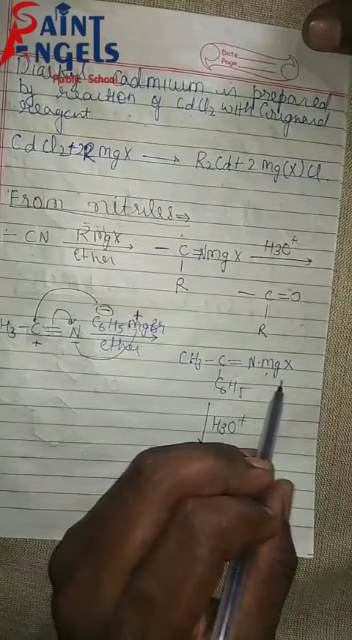 SAINT
ANGELS
Public School
Date
Page
Dialkyl Cadmium is prepared
by reaction of CdCl2 with Grignard
Reagent
CdCl2+2RmgX → R2Cd+2mg(X)Cl
From nitriles⇒
– CN RmgX ether → –C=NmgX H3O+ →
R
–C=O
R
H3–C≡N C6H5mgBr ether →
+ – +
CH3–C=N·mgX
C6H5
H3O+